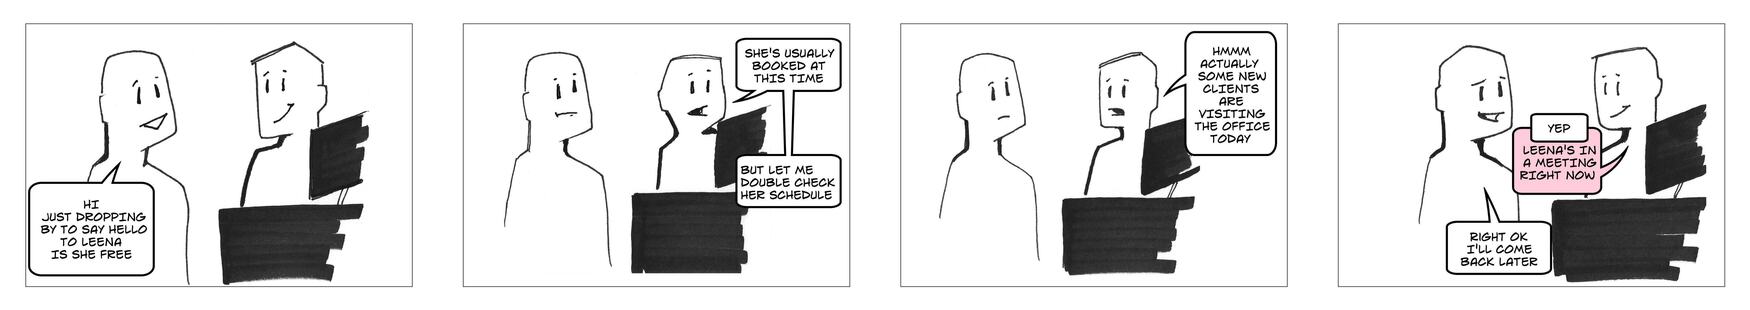 HI
JUST DROPPING
BY TO SAY HELLO
TO LEENA
IS SHE FREE
SHE'S USUALLY
BOOKED AT
THIS TIME
BUT LET ME
DOUBLE CHECK
HER SCHEDULE
HMMM
ACTUALLY
SOME NEW
CLIENTS
ARE
VISITING
THE OFFICE
TODAY
YEP
LEENA'S IN
A MEETING
RIGHT NOW
RIGHT OK
I'LL COME
BACK LATER